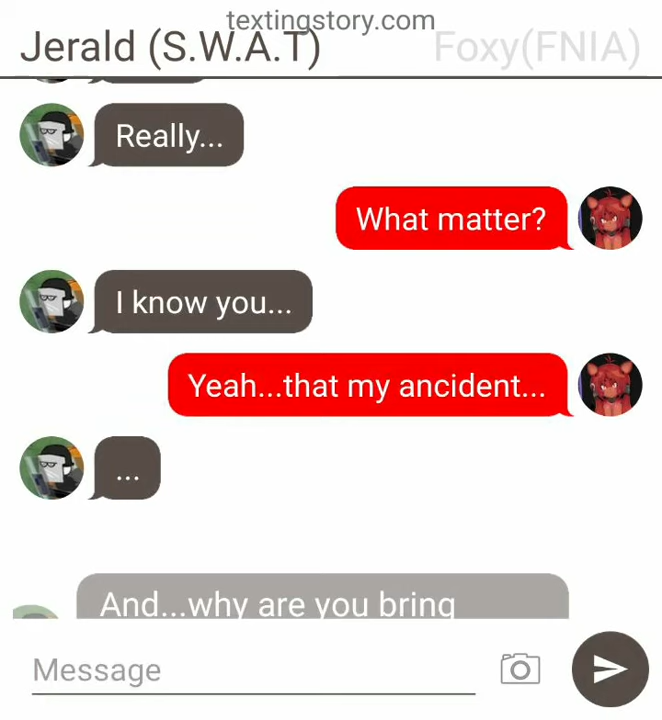 textingstory.com
Jerald (S.W.A.T)
Foxy(FNIA)
Really...
What matter?
I know you...
Yeah...that my ancident...
...
And...why are you bring
Message